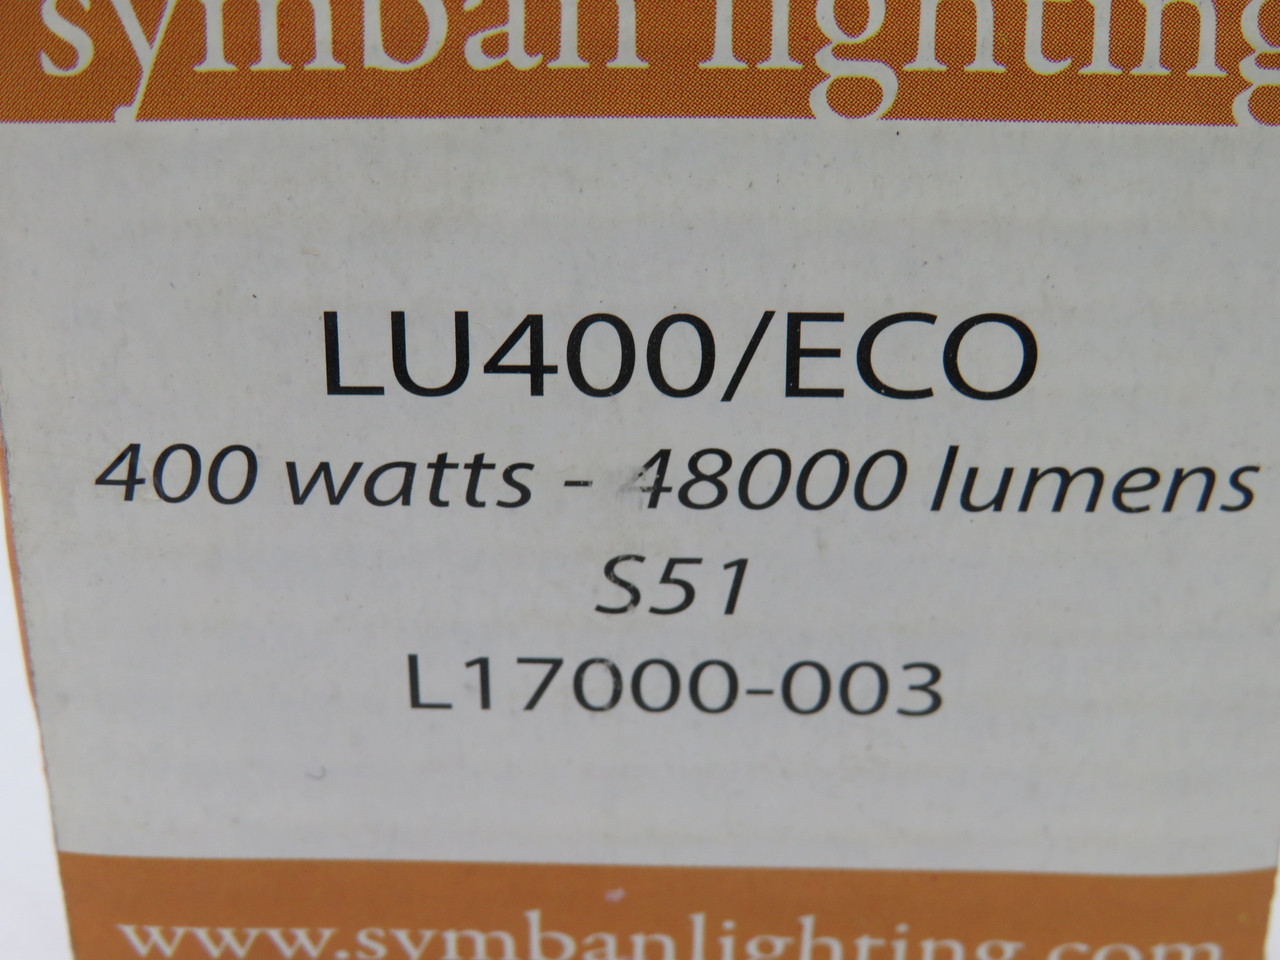 symban lighting
LU400/ECO
400 watts - 48000 lumens
S51
L17000-003
www.symbanlighting.com